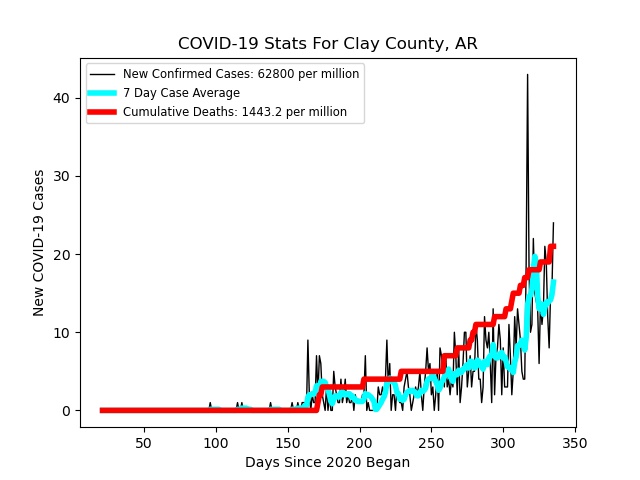 COVID-19 Stats For Clay County, AR
New Confirmed Cases: 62800 per million
7 Day Case Average
Cumulative Deaths: 1443.2 per million
New COVID-19 Cases
40
30
20
10
0
50 100 150 200 250 300 350
Days Since 2020 Began